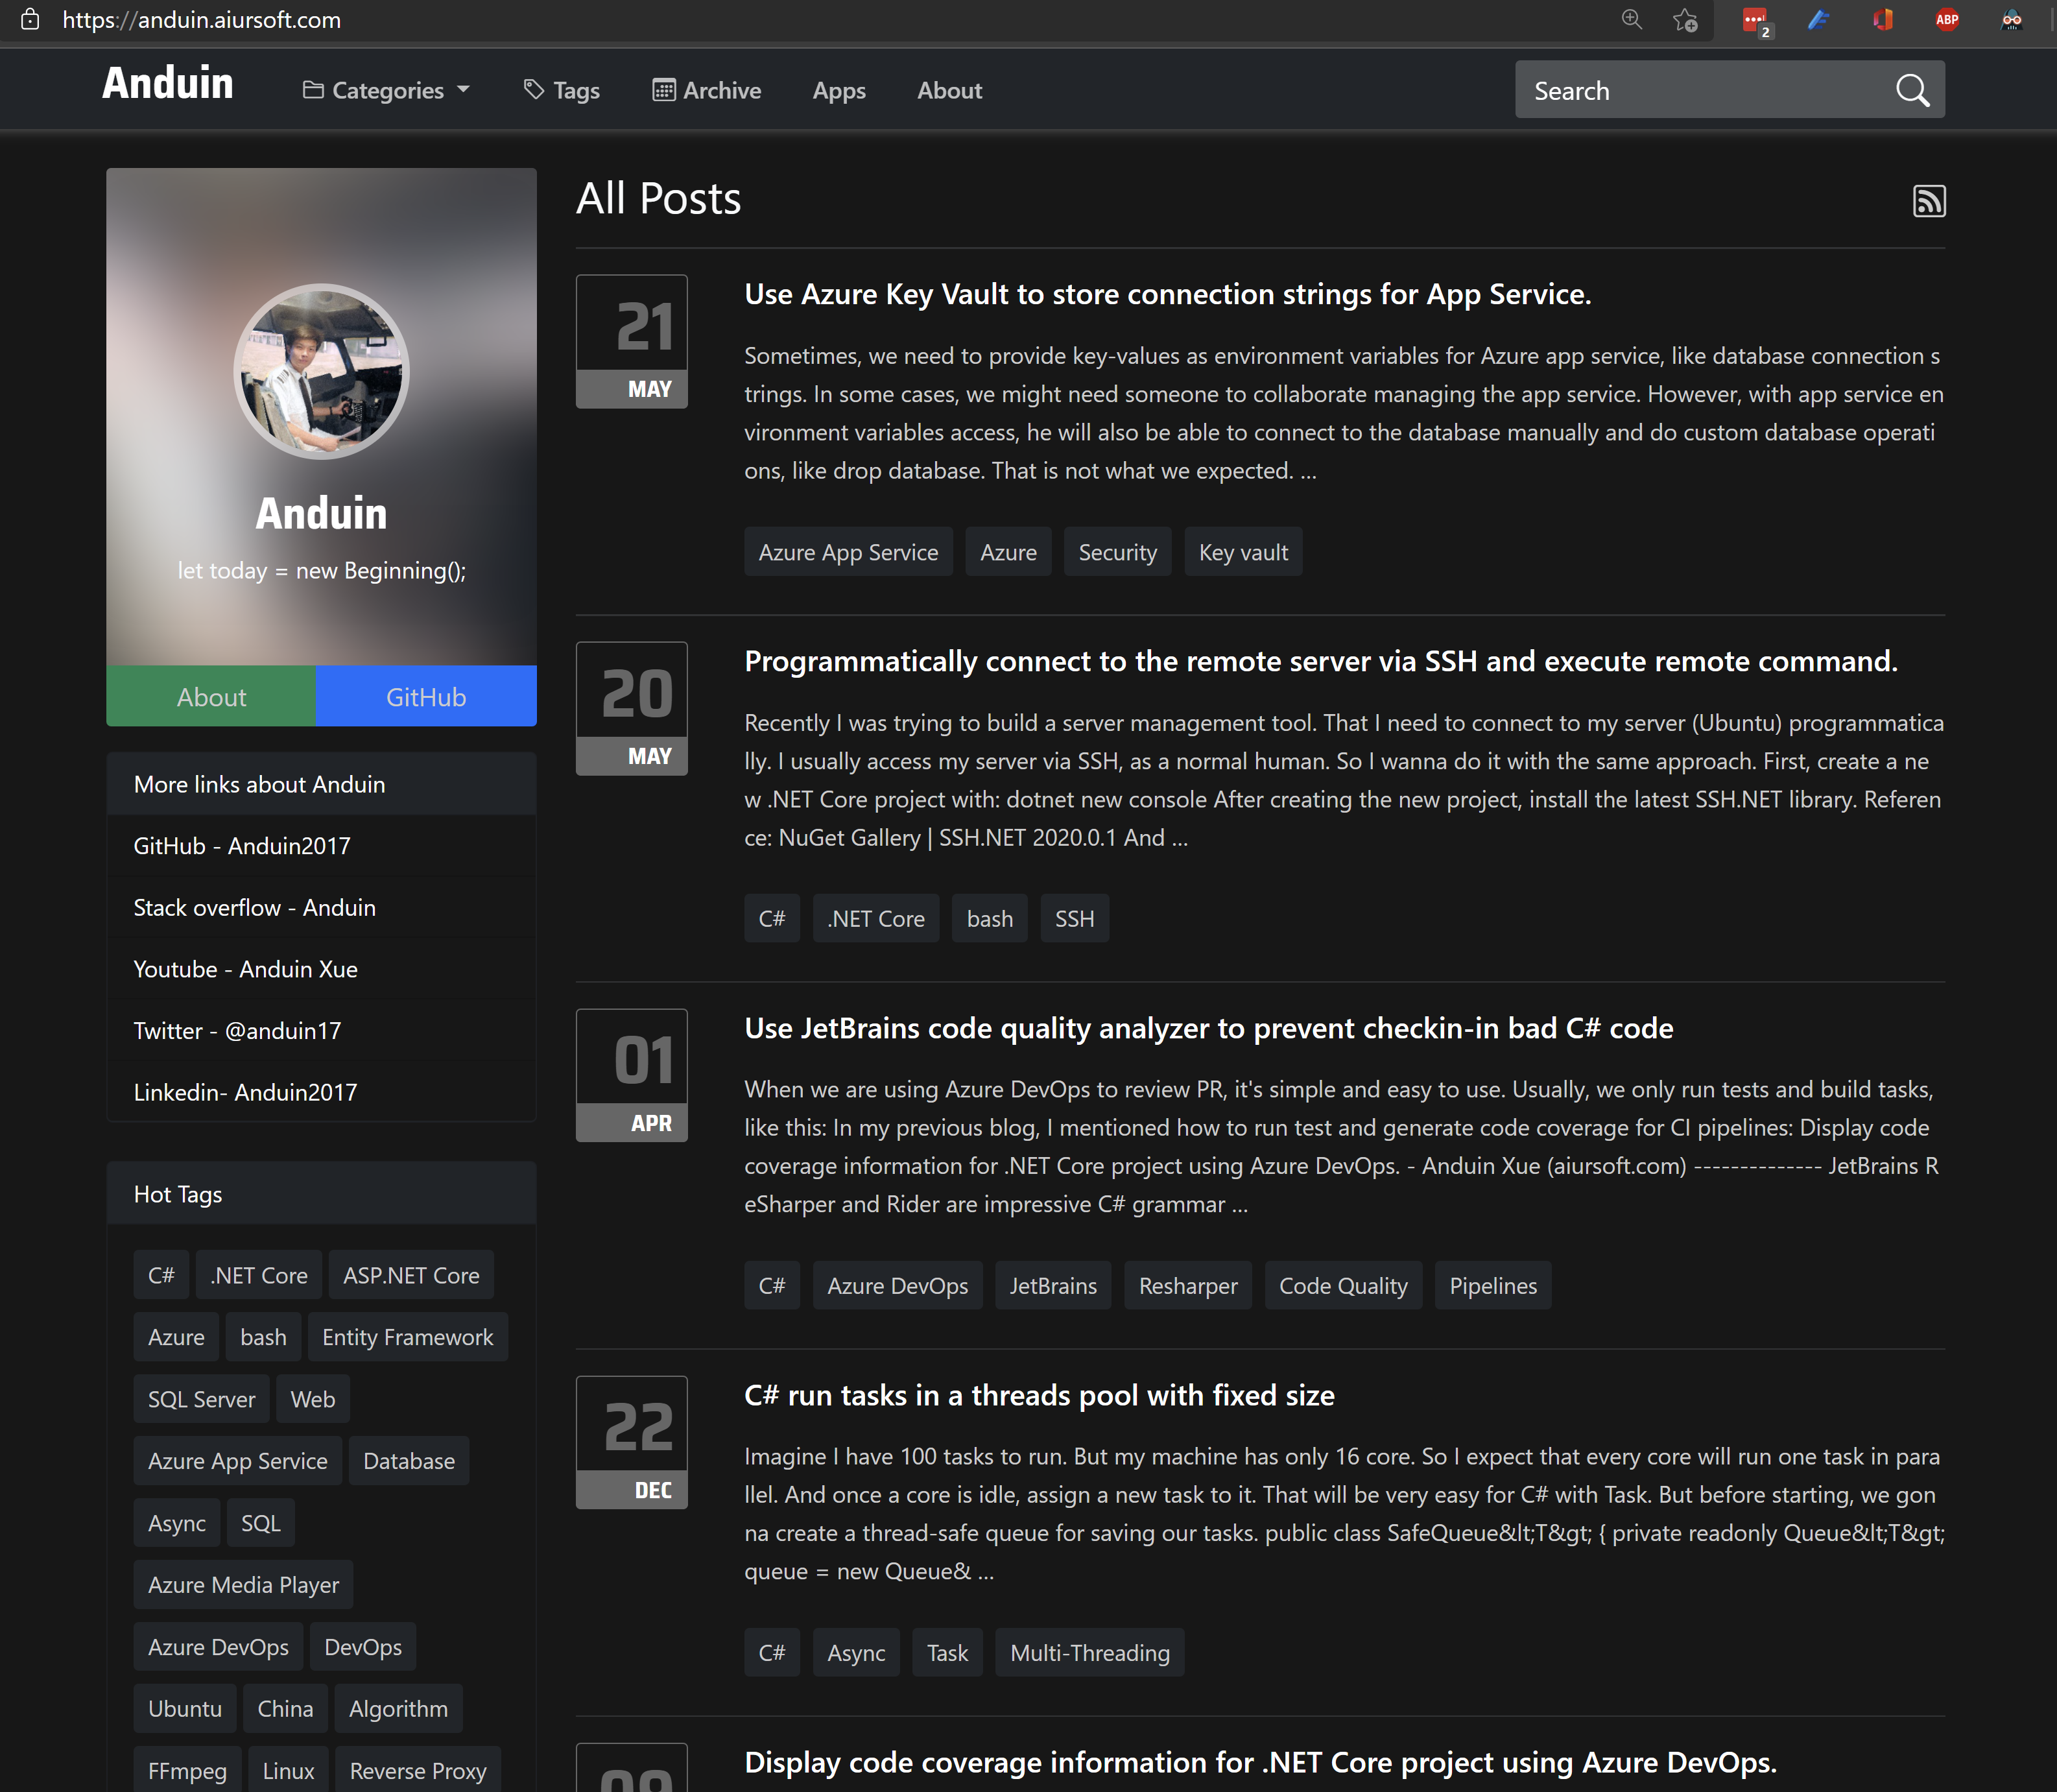 https://anduin.aiursoft.com
2
ABP
Anduin
Categories
Tags
Archive
Apps
About
Search
Anduin
let today = new Beginning();
About
GitHub
More links about Anduin
GitHub - Anduin2017
Stack overflow - Anduin
Youtube - Anduin Xue
Twitter - @anduin17
Linkedin- Anduin2017
Hot Tags
C# .NET Core ASP.NET Core
Azure bash Entity Framework
SQL Server Web
Azure App Service Database
Async SQL
Azure Media Player
Azure DevOps DevOps
Ubuntu China Algorithm
FFmpeg Linux Reverse Proxy
All Posts
21
MAY
Use Azure Key Vault to store connection strings for App Service.
Sometimes, we need to provide key-values as environment variables for Azure app service, like database connection s
trings. In some cases, we might need someone to collaborate managing the app service. However, with app service en
vironment variables access, he will also be able to connect to the database manually and do custom database operati
ons, like drop database. That is not what we expected. ...
Azure App Service Azure Security Key vault
20
MAY
Programmatically connect to the remote server via SSH and execute remote command.
Recently I was trying to build a server management tool. That I need to connect to my server (Ubuntu) programmatica
lly. I usually access my server via SSH, as a normal human. So I wanna do it with the same approach. First, create a ne
w .NET Core project with: dotnet new console After creating the new project, install the latest SSH.NET library. Referen
ce: NuGet Gallery | SSH.NET 2020.0.1 And ...
C# .NET Core bash SSH
01
APR
Use JetBrains code quality analyzer to prevent checkin-in bad C# code
When we are using Azure DevOps to review PR, it's simple and easy to use. Usually, we only run tests and build tasks,
like this: In my previous blog, I mentioned how to run test and generate code coverage for CI pipelines: Display code
coverage information for .NET Core project using Azure DevOps. - Anduin Xue (aiursoft.com) -------------- JetBrains R
eSharper and Rider are impressive C# grammar ...
C# Azure DevOps JetBrains Resharper Code Quality Pipelines
22
DEC
C# run tasks in a threads pool with fixed size
Imagine I have 100 tasks to run. But my machine has only 16 core. So I expect that every core will run one task in para
llel. And once a core is idle, assign a new task to it. That will be very easy for C# with Task. But before starting, we gon
na create a thread-safe queue for saving our tasks. public class SafeQueue&lt;T&gt; { private readonly Queue&lt;T&gt;
queue = new Queue& ...
C# Async Task Multi-Threading
Display code coverage information for .NET Core project using Azure DevOps.